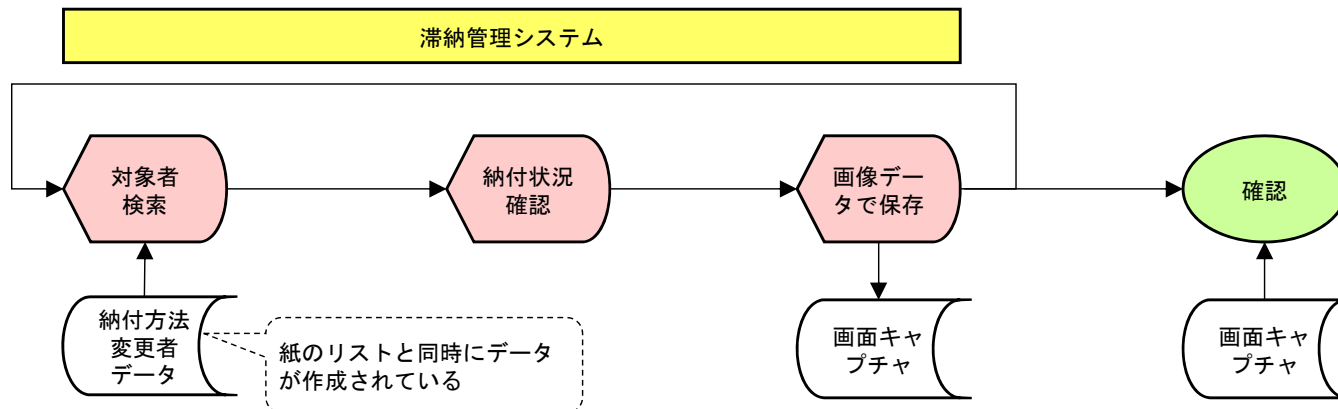 滞納管理システム
対象者
検索
納付状況
確認
画像デー
タで保存
確認
納付方法
変更者
データ
紙のリストと同時にデータ
が作成されている
画面キャ
プチャ
画面キャ
プチャ